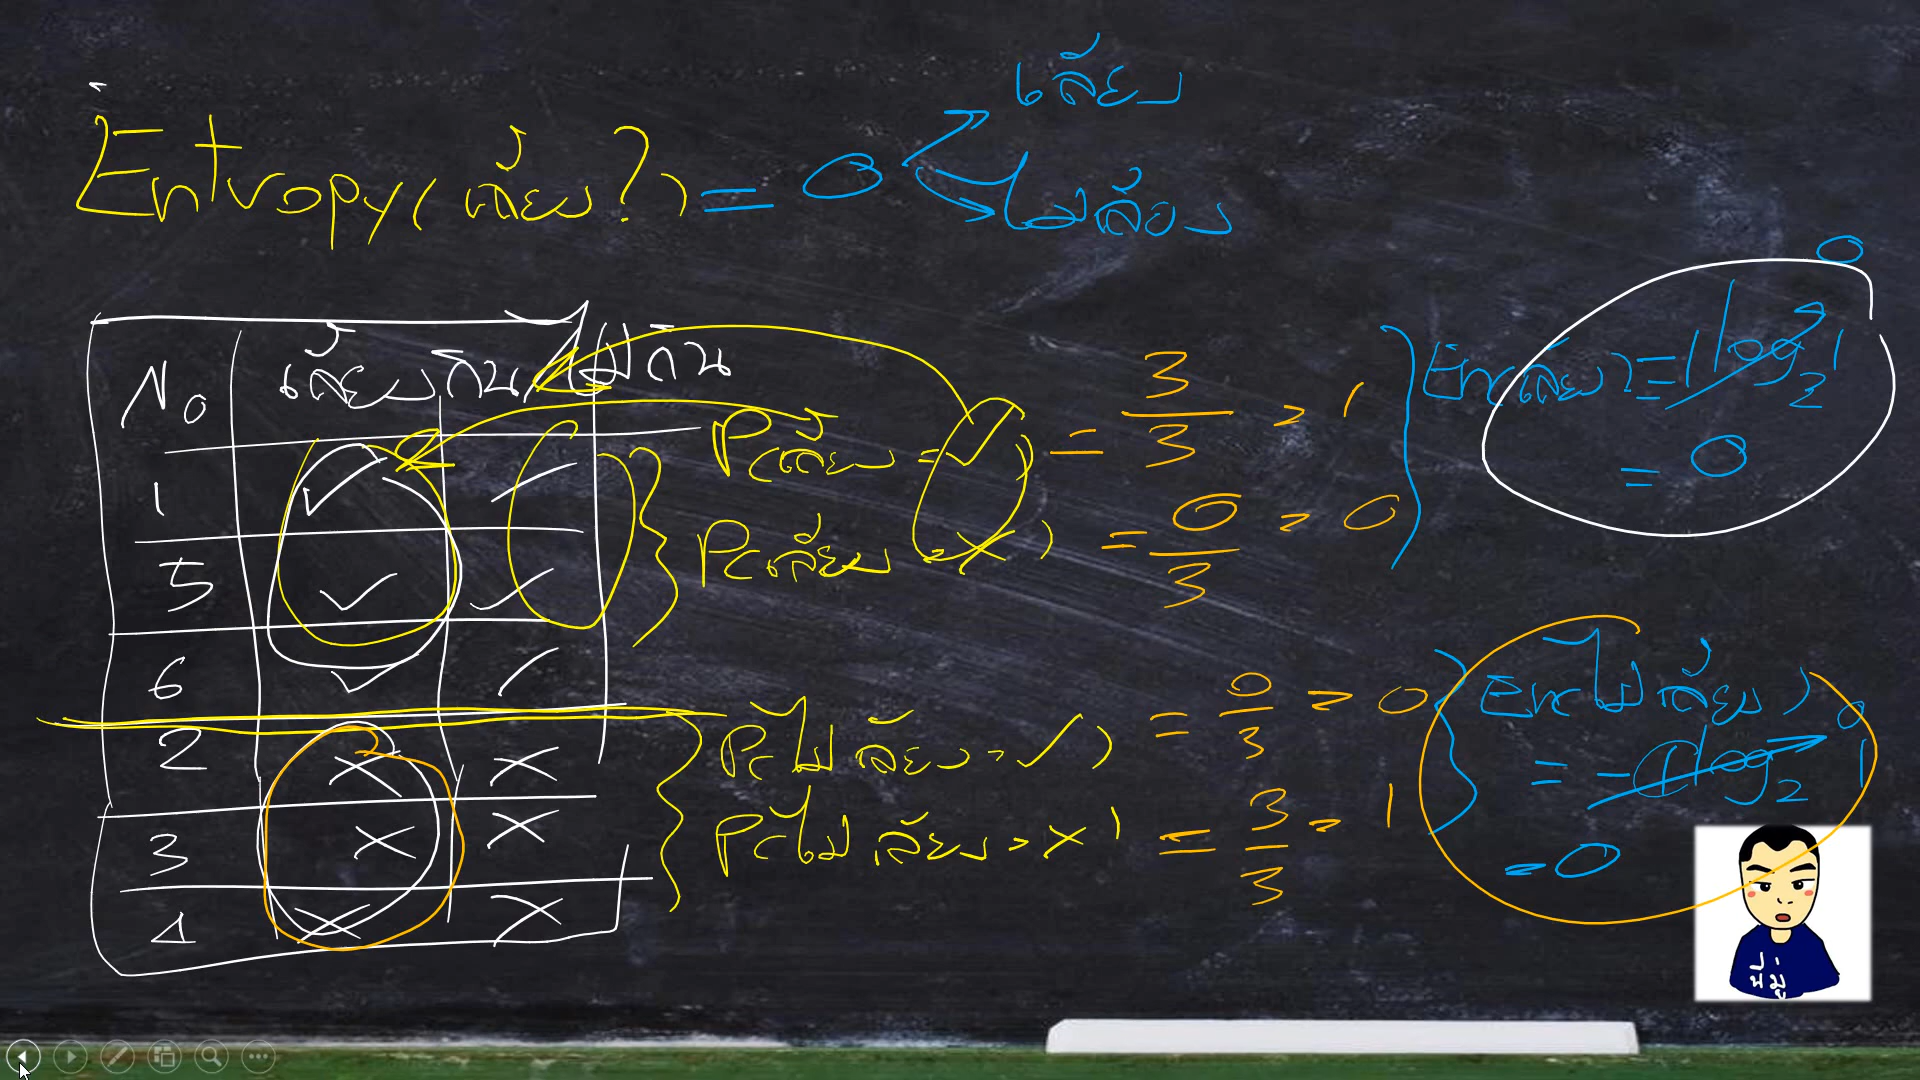 เลี้ยง
Entropy(เลี้ยง?) = 0
ไม่เลี้ยง
No เลี้ยง กิน/ไม่กิน
1 ✓ ✓
5 ✓ ✓
6 ✓ ✓
2 × ×
3 × ×
4 × ×
P(เลี้ยง = ✓) = 3/3 = 1
P(เลี้ยง = ×) = 0/3 = 0
En(เลี้ยง) = 1 log₂ 1 0
= 0
P(ไม่เลี้ยง = ✓) = 0/3 = 0
P(ไม่เลี้ยง = ×) = 3/3 = 1
En(ไม่เลี้ยง)
= -1 log₂ 1 0
= 0